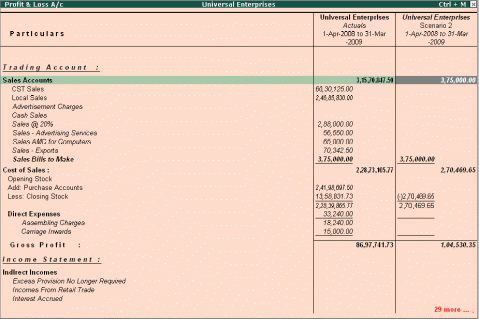 Profit & Loss A/c Universal Enterprises Ctrl + M
Particulars Universal Enterprises Universal Enterprises
Actuals Scenario 2
1-Apr-2008 to 31-Mar-2009 1-Apr-2008 to 31-Mar-2009
Trading Account :
Sales Accounts 3,75,000.00
CST Sales 60,30,125.00
Local Sales 2,46,85,830.00
Advertisement Charges
Cash Sales
Sales @ 20% 2,88,000.00
Sales - Advertising Services 56,550.00
Sales AMC for Computers 65,000.00
Sales - Exports 70,342.50
Sales Bills to Make 3,75,000.00 3,75,000.00
Cost of Sales : 2,28,73,105.77 2,70,469.65
Opening Stock
Add: Purchase Accounts 2,41,98,697.50
Less: Closing Stock 13,58,831.73 (-)2,70,469.65
2,28,39,865.77 2,70,469.65
Direct Expenses 33,240.00
Assembling Charges 18,240.00
Carriage Inwards 15,000.00
Gross Profit : 86,97,741.73 1,04,530.35
Income Statement :
Indirect Incomes
Excess Provision No Longer Required
Incomes From Retail Trade
Interest Accrued
29 more ...